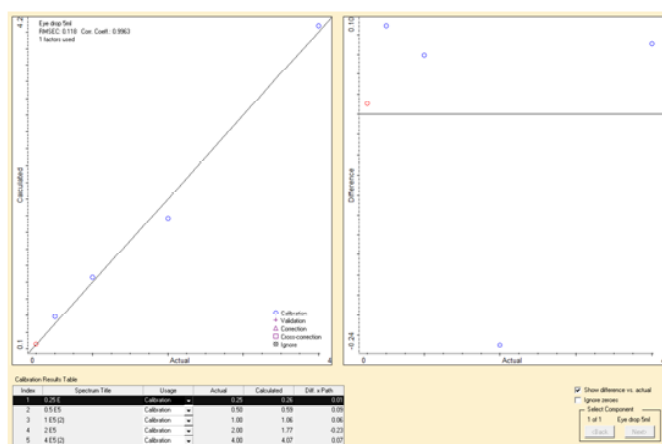 Eye drop 5ml
RMSEC: 0.118 Corr. Coeff.: 0.9963
1 factors used
4.2
Calculated
0.1
0
Actual
4
Calibration
Validation
Correction
Cross-correction
Ignore
0.10
Difference
-0.24
0
Actual
4
Calibration Results Table
Index Spectrum Title Usage Actual Calculated Diff. x Path
1 0.25 E Calibration 0.25 0.26 0.01
2 0.5 E5 Calibration 0.50 0.59 0.09
3 1 E5 (2) Calibration 1.00 1.06 0.06
4 2 E5 Calibration 2.00 1.77 -0.23
5 4 E5 (2) Calibration 4.00 4.07 0.07
Show difference vs. actual
Ignore zeroes
Select Component
1 of 1 Eye drop 5ml
<Back Next>